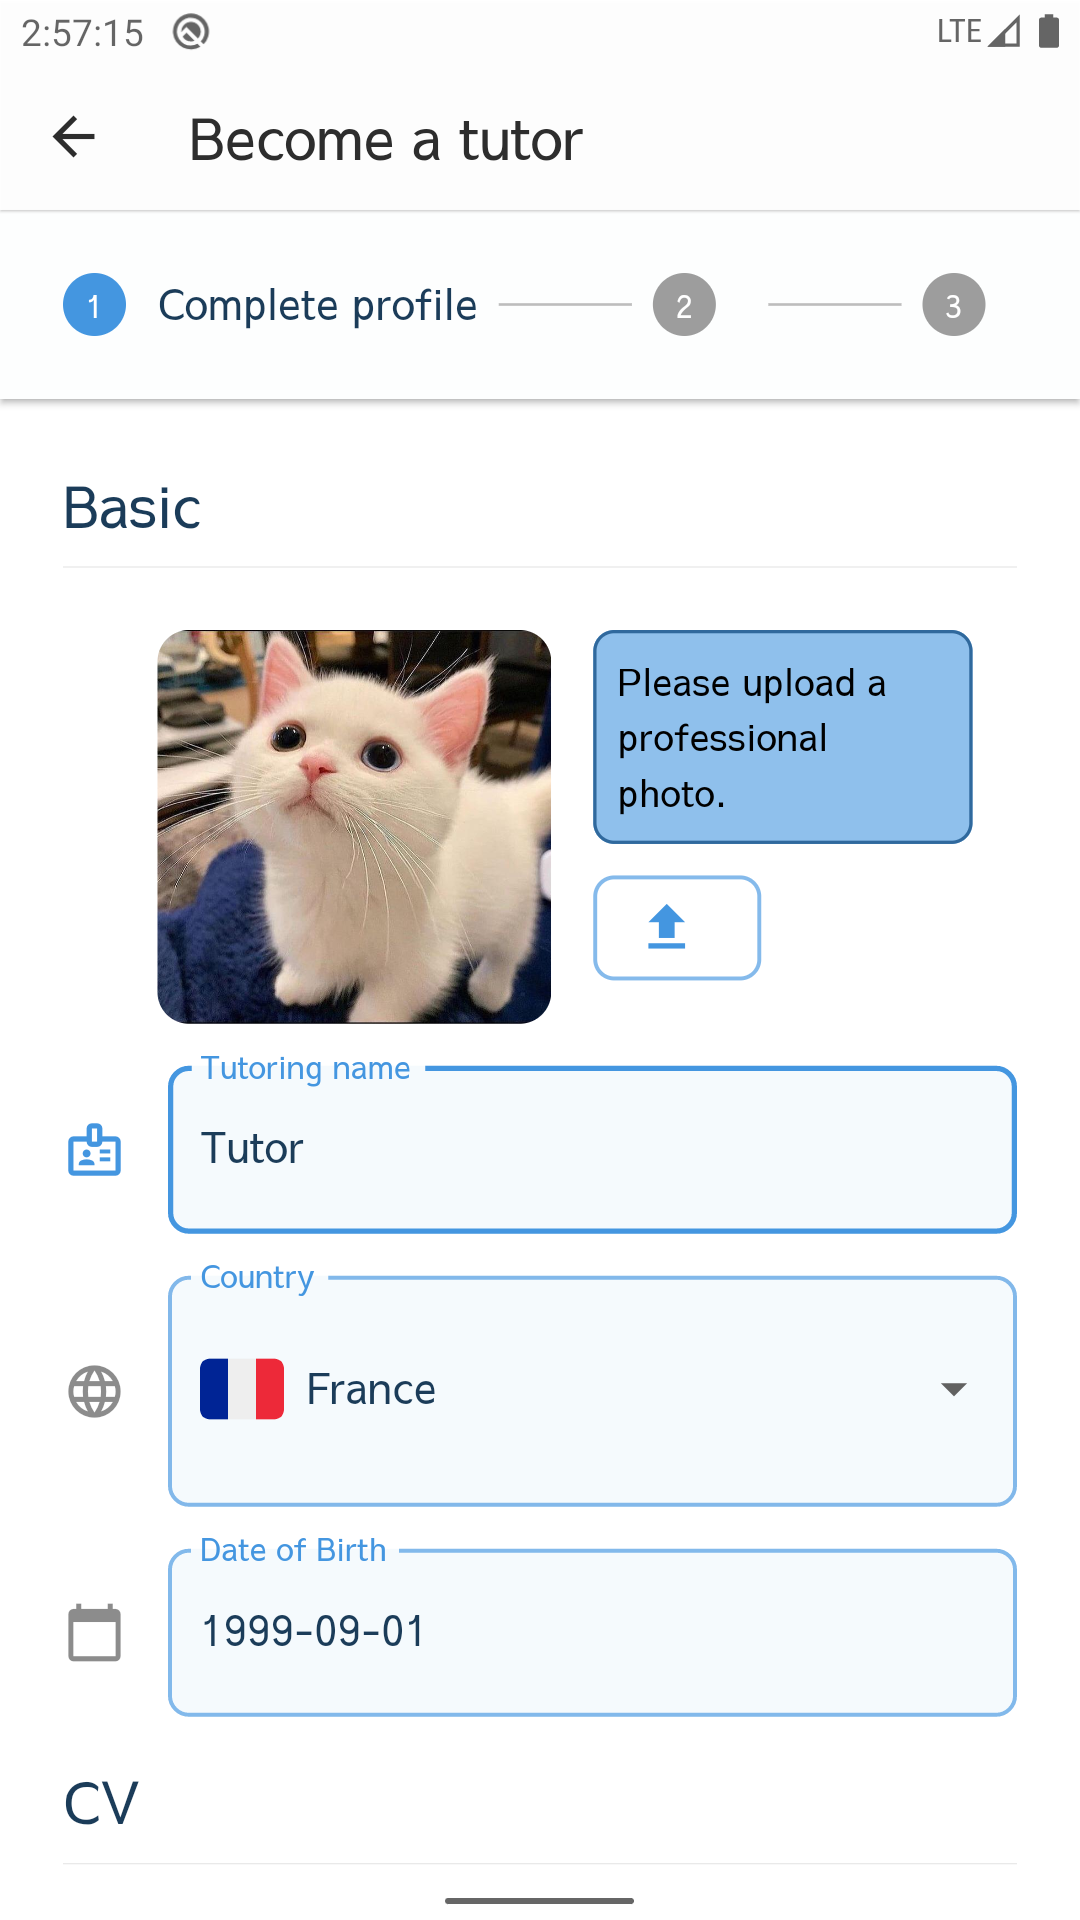 2:57:15
LTE
Become a tutor
1 Complete profile 2 3
Basic
Please upload a
professional
photo.
Tutoring name
Tutor
Country
France
Date of Birth
1999-09-01
CV